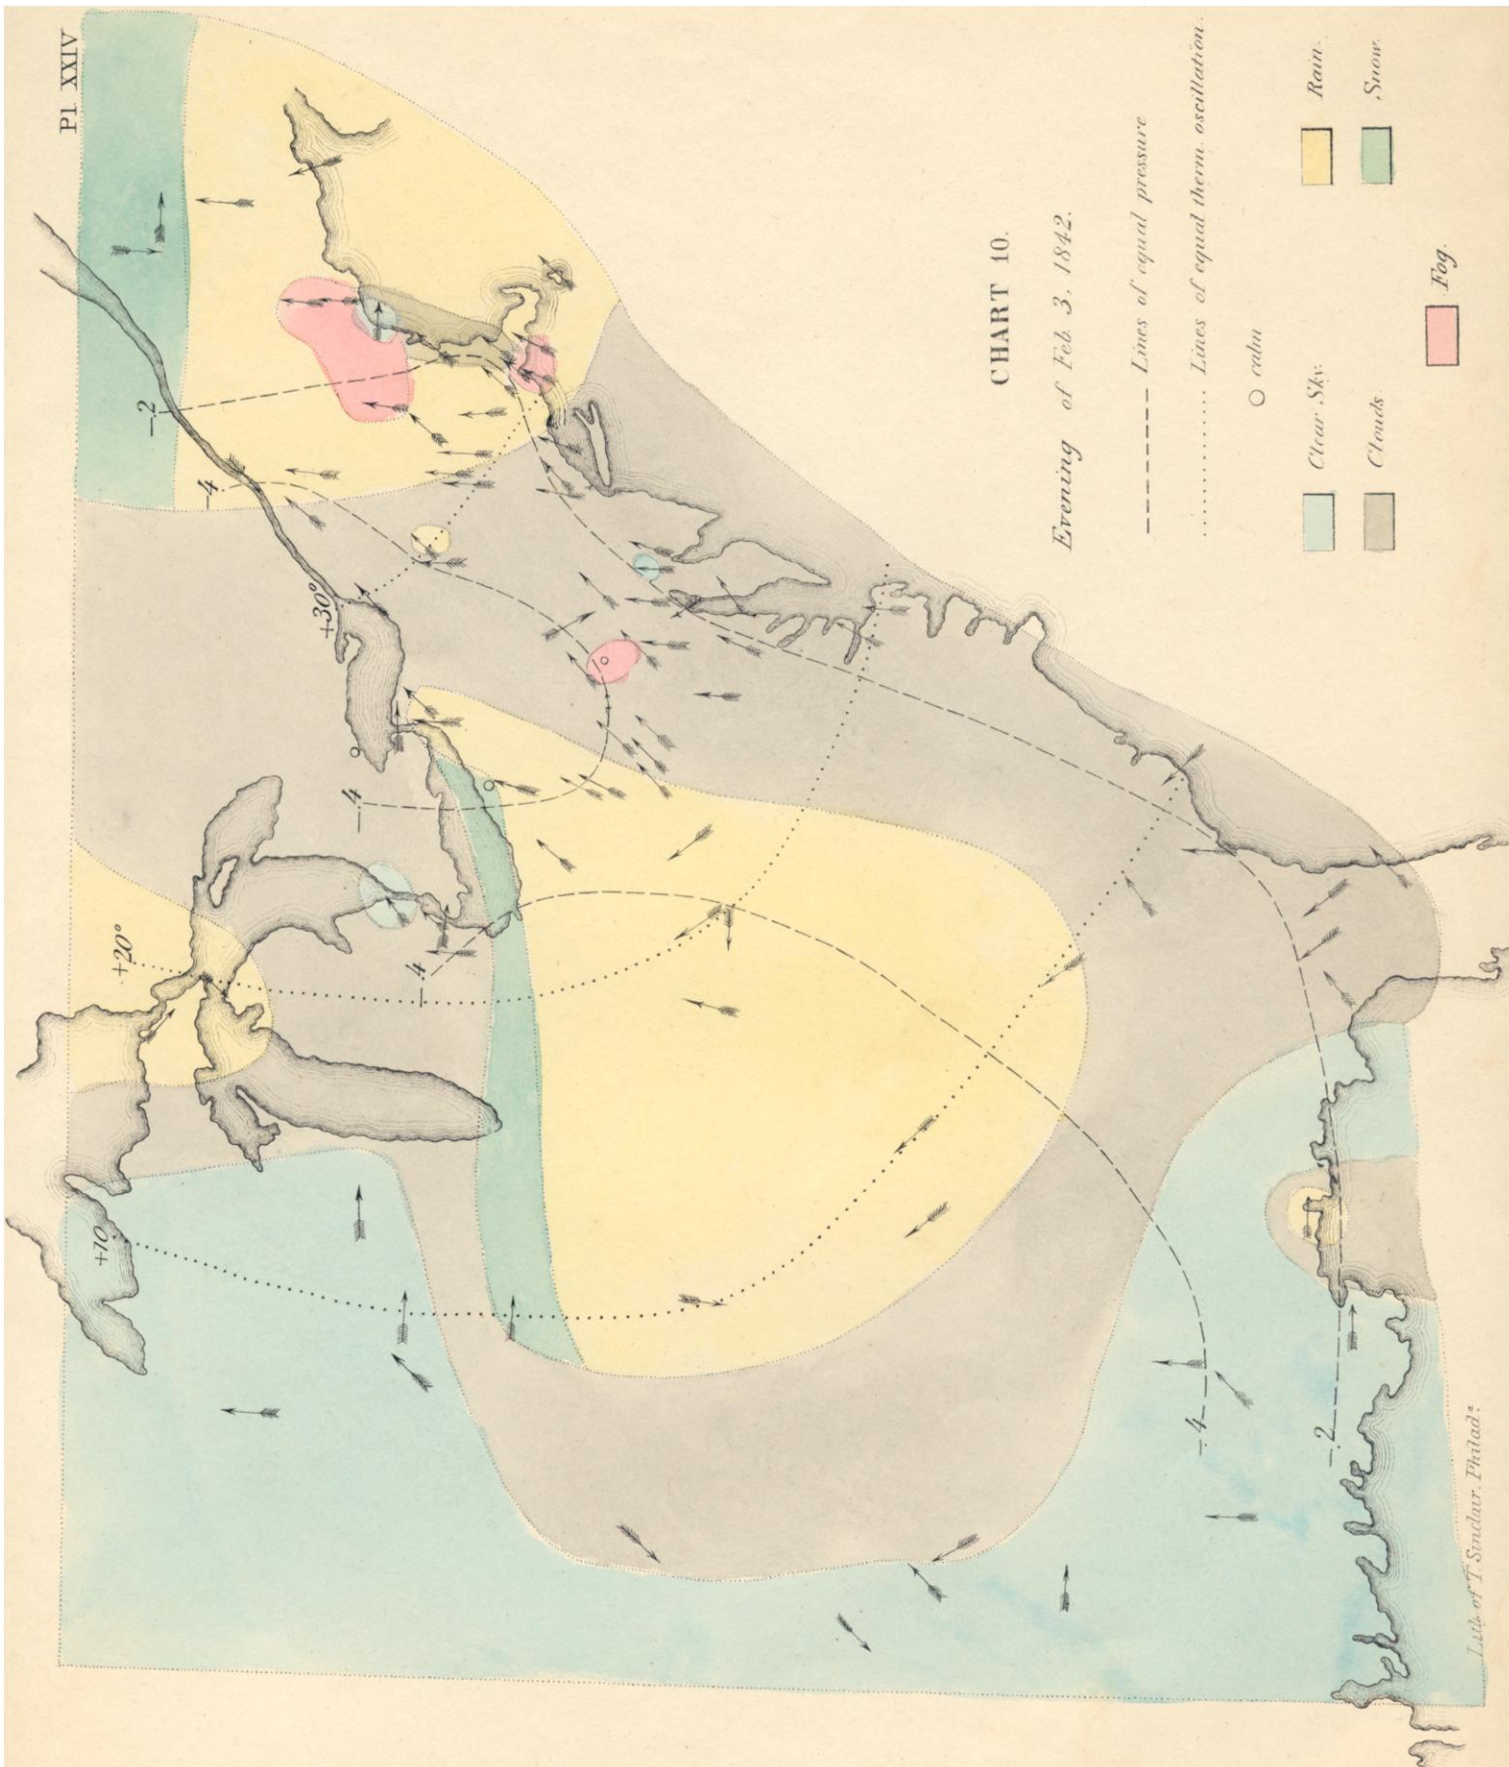 Pl XXIV
CHART 10.
Evening of Feb. 3, 1842.
Lines of equal pressure
Lines of equal therm. oscillation.
calm
Clear Sky.
Rain.
Clouds
Snow.
Fog.
-.2
-.4
+30°
-.4
+20°
-.4
+10
-.4
-.2
Lith. of T. Sinclair, Philadª.